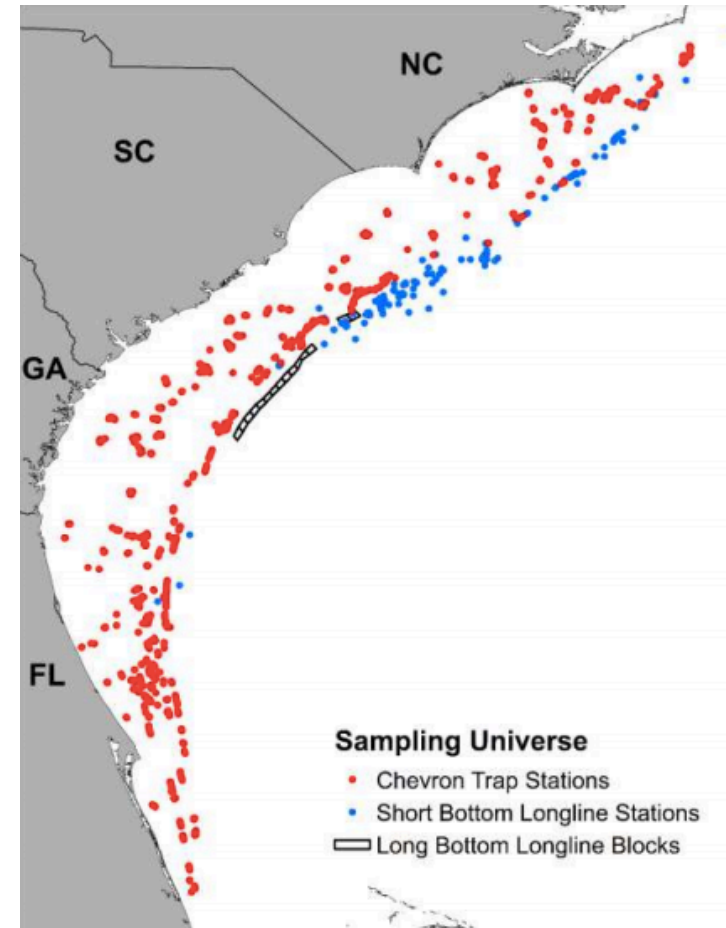 NC
SC
GA
FL
Sampling Universe
Chevron Trap Stations
Short Bottom Longline Stations
Long Bottom Longline Blocks